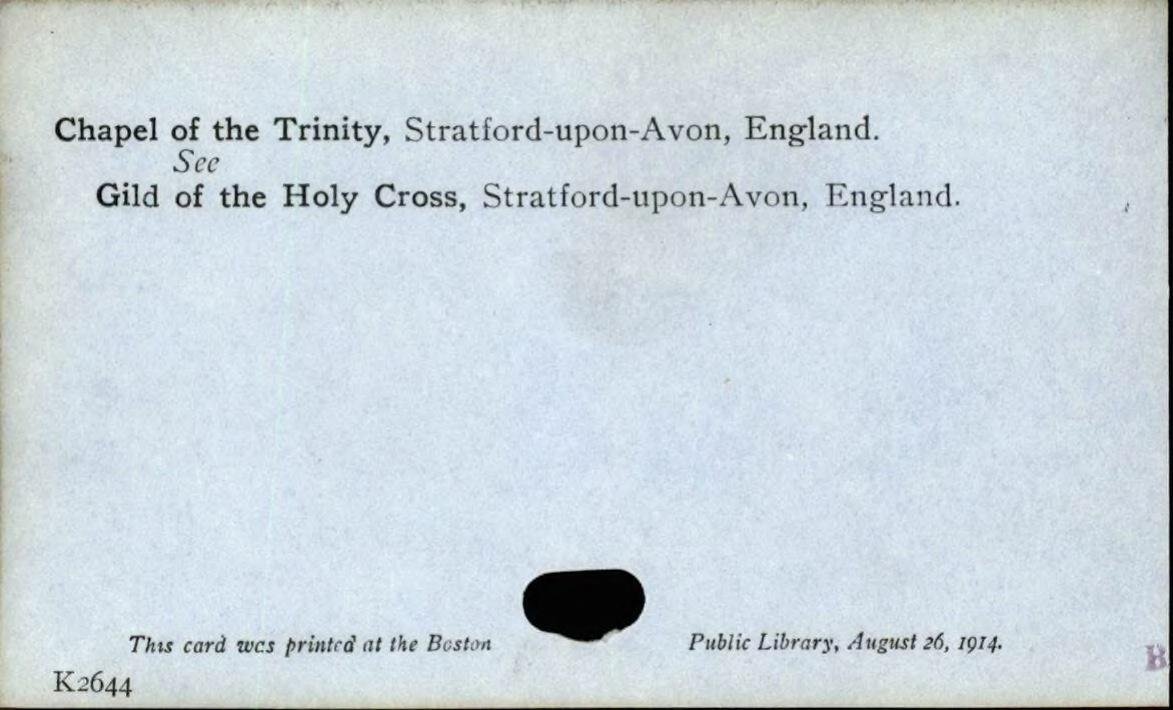 Chapel of the Trinity, Stratford-upon-Avon, England.
See
Gild of the Holy Cross, Stratford-upon-Avon, England.
This card was printed at the Boston Public Library, August 26, 1914.
B
K2644